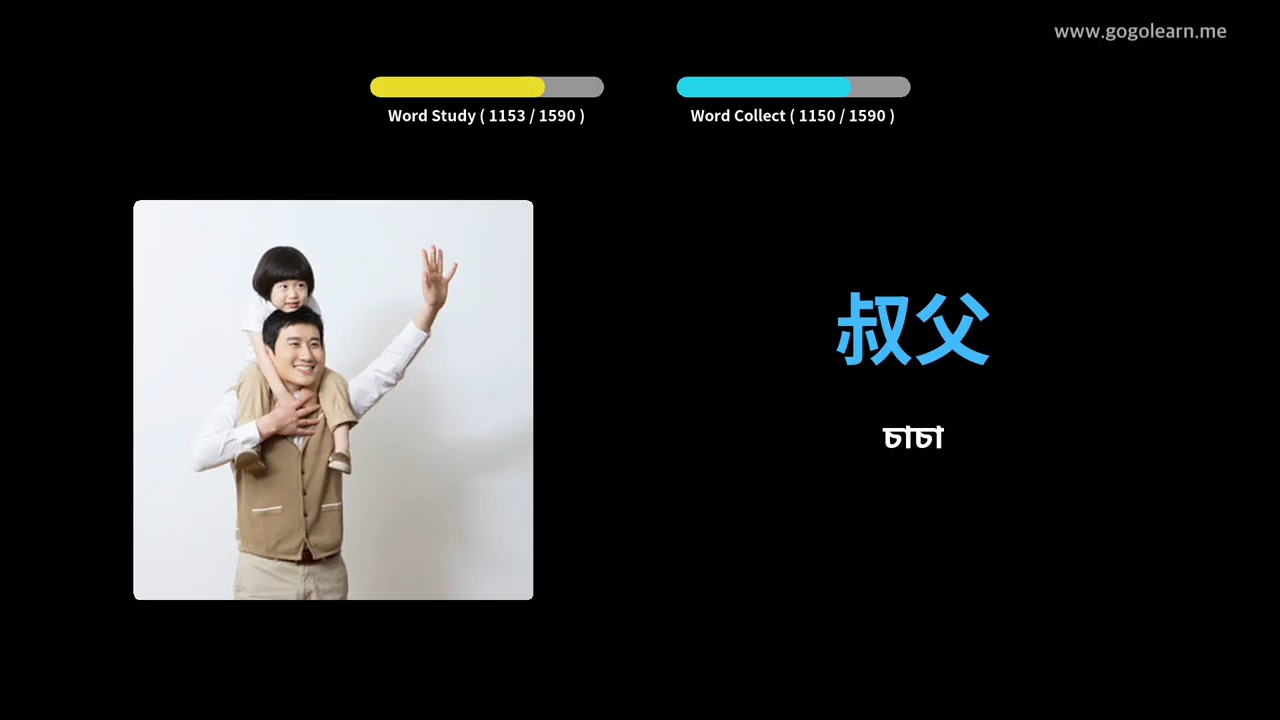 www.gogolearn.me
Word Study ( 1153 / 1590 )
Word Collect ( 1150 / 1590 )
叔父
চাচা